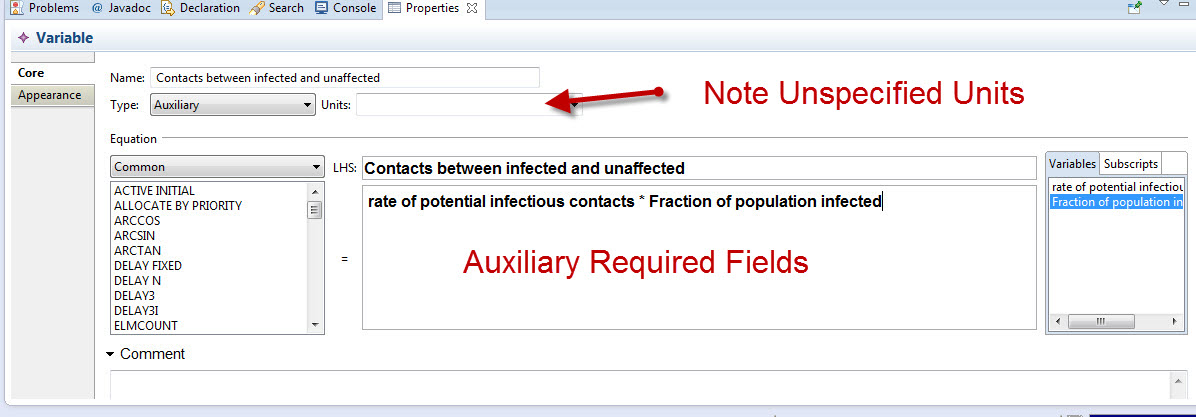 Problems @ Javadoc Declaration Search Console Properties
Variable
Core
Appearance
Name: Contacts between infected and unaffected
Type: Auxiliary Units:
Note Unspecified Units
Equation
Common LHS: Contacts between infected and unaffected
Variables Subscripts
ACTIVE INITIAL
ALLOCATE BY PRIORITY
ARCCOS
ARCSIN
ARCTAN
DELAY FIXED
DELAY N
DELAY3
DELAY3I
ELMCOUNT
=
rate of potential infectious contacts * Fraction of population infected
Auxiliary Required Fields
rate of potential infectiou
Fraction of population in
Comment